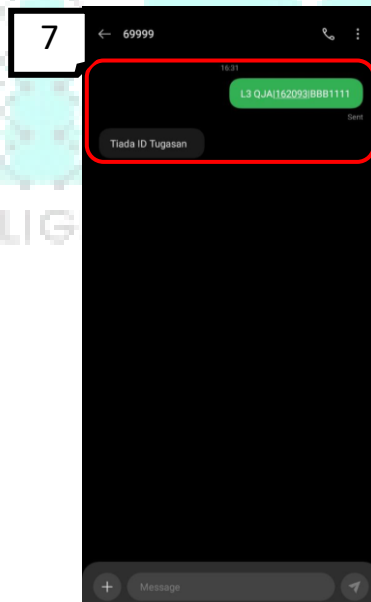 7
69999
16:31
L3 QJA|162093|BBB1111
Sent
Tiada ID Tugasan
LIG
Message